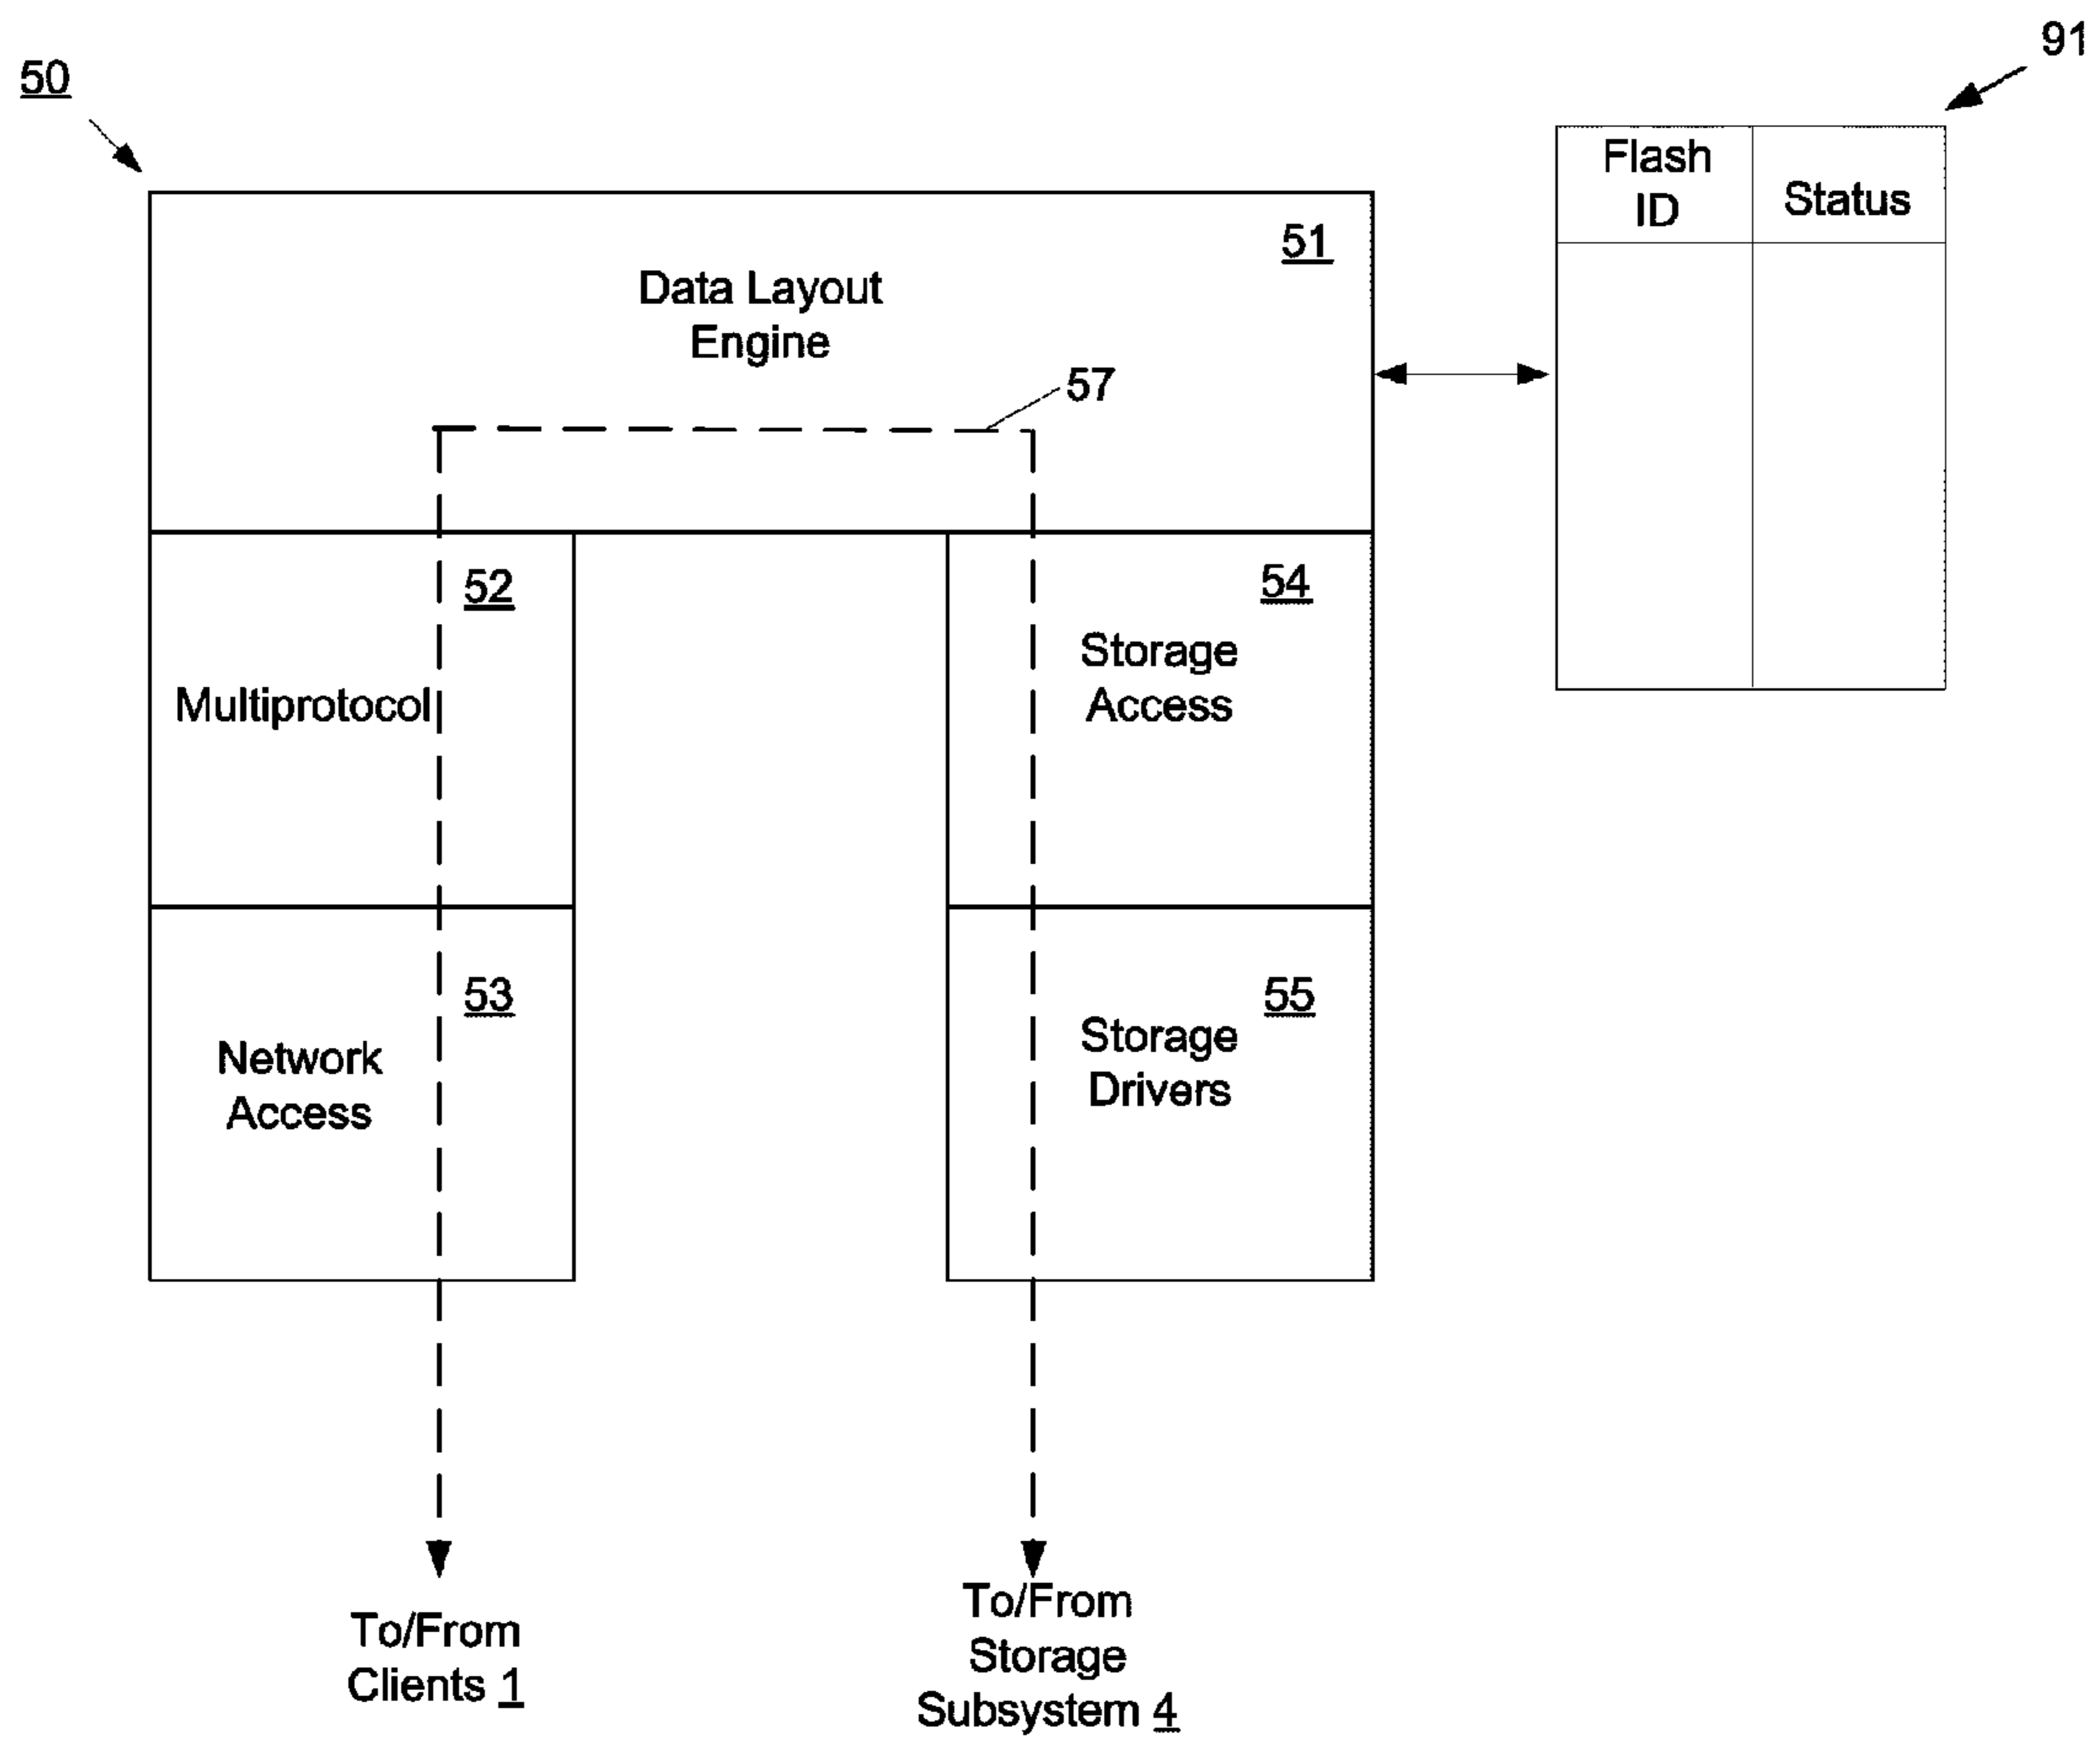 50
91
Flash
ID
Status
51
Data Layout
Engine
57
52
Multiprotocol
54
Storage
Access
53
Network
Access
55
Storage
Drivers
To/From
Clients 1
To/From
Storage
Subsystem 4